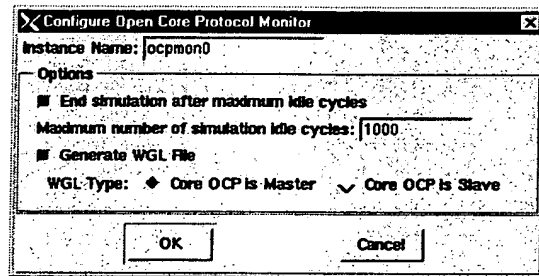 Configure Open Core Protocol Monitor
Instance Name: ocpmon0
Options
End simulation after maximum idle cycles
Maximum number of simulation idle cycles: 1000
Generate WGL File
WGL Type: Core OCP is Master Core OCP is Slave
OK Cancel